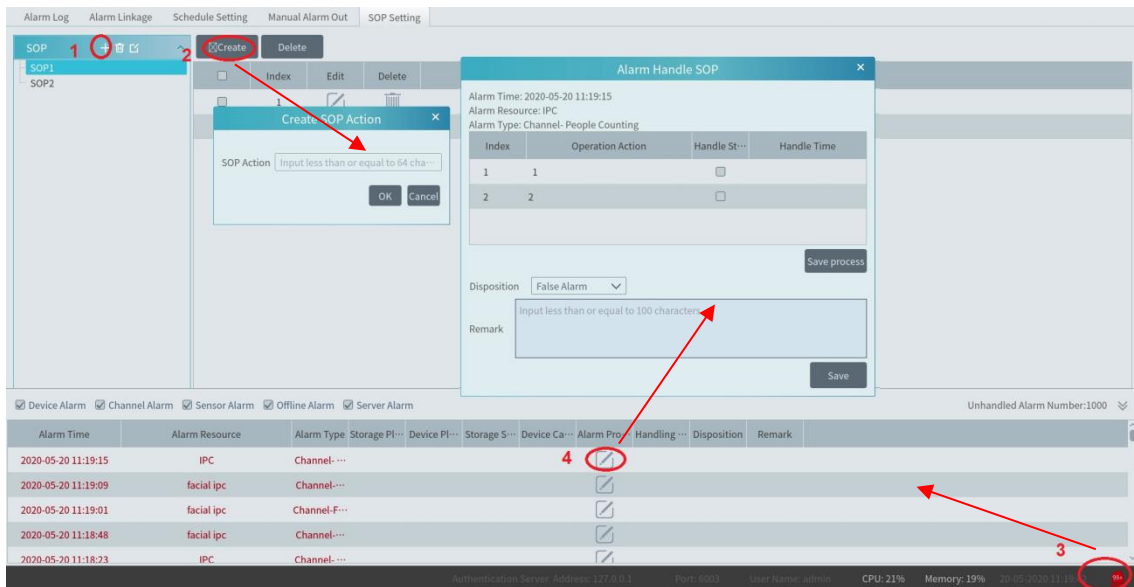 Alarm Log Alarm Linkage Schedule Setting Manual Alarm Out SOP Setting
SOP 1 2 Create Delete
SOP1
SOP2
Index Edit Delete
1
Create SOP Action
SOP Action Input less than or equal to 64 cha···
OK Cancel
Alarm Handle SOP
Alarm Time: 2020-05-20 11:19:15
Alarm Resource: IPC
Alarm Type: Channel- People Counting
Index Operation Action Handle St··· Handle Time
1 1
2 2
Save process
Disposition False Alarm
Input less than or equal to 100 characters
Remark
Save
Device Alarm Channel Alarm Sensor Alarm Offline Alarm Server Alarm Unhandled Alarm Number:1000
Alarm Time Alarm Resource Alarm Type Storage Pl··· Device Pl··· Storage S··· Device Ca··· Alarm Pro··· Handling ··· Disposition Remark
2020-05-20 11:19:15 IPC Channel- ··· 4
2020-05-20 11:19:09 facial ipc Channel-···
2020-05-20 11:19:01 facial ipc Channel-F···
2020-05-20 11:18:48 facial ipc Channel-···
2020-05-20 11:18:23 IPC Channel- ···
3
Authentication Server Address: 127.0.0.1 Port: 6003 User Name: admin CPU: 21% Memory: 19% 20-05-2020 11:19 99+